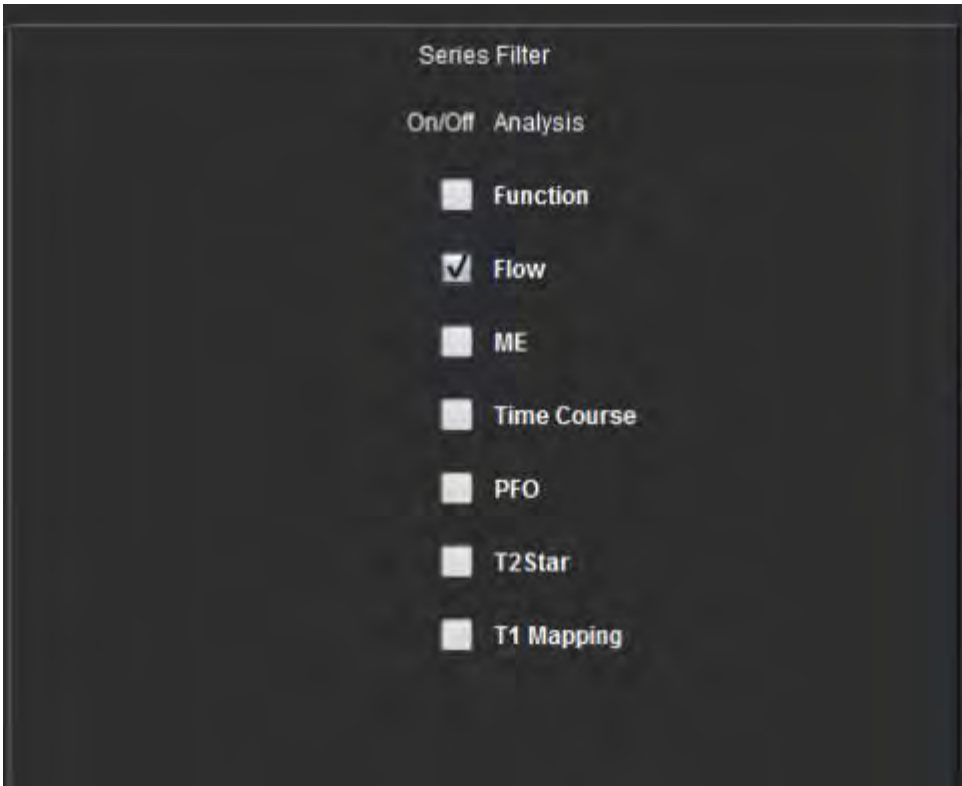 Series Filter
On/Off Analysis
Function
Flow
ME
Time Course
PFO
T2Star
T1 Mapping